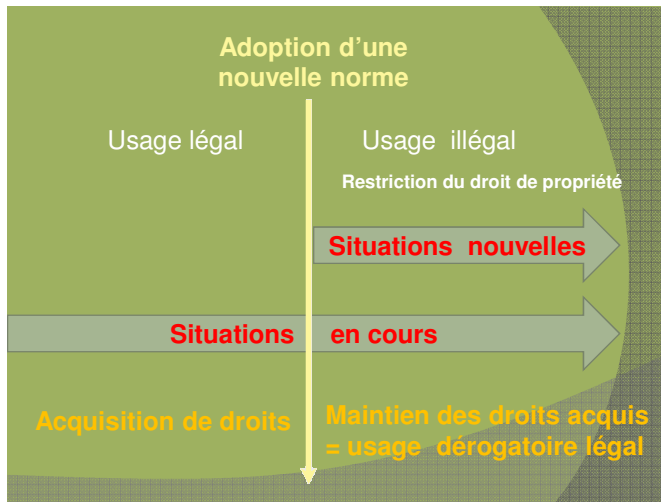 Adoption d’une
nouvelle norme
Usage légal
Usage illégal
Restriction du droit de propriété
Situations nouvelles
Situations en cours
Acquisition de droits
Maintien des droits acquis
= usage dérogatoire légal